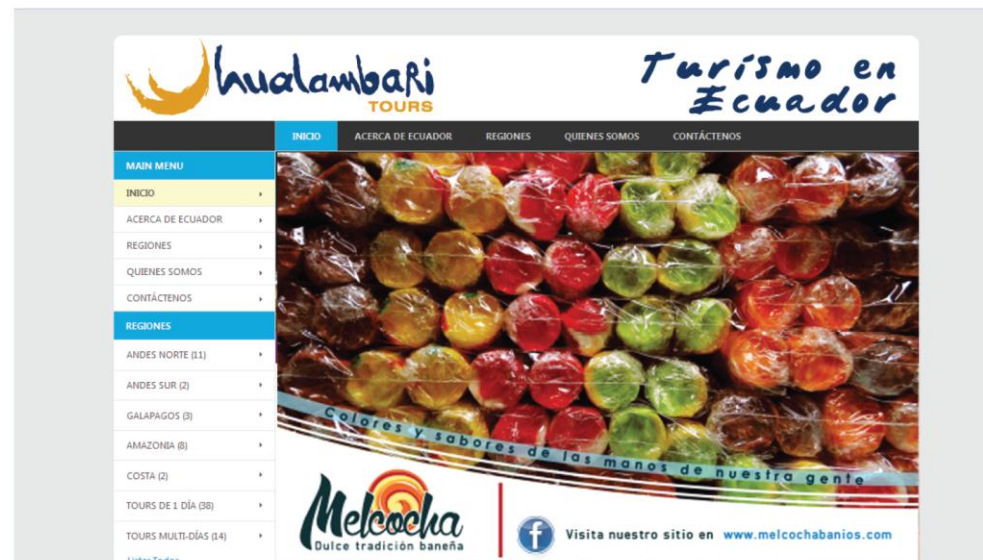 hualambari
TOURS
Turismo en
Ecuador
INICIO ACERCA DE ECUADOR REGIONES QUIENES SOMOS CONTÁCTENOS
MAIN MENU
INICIO
ACERCA DE ECUADOR
REGIONES
QUIENES SOMOS
CONTÁCTENOS
REGIONES
ANDES NORTE (11)
ANDES SUR (2)
GALAPAGOS (3)
AMAZONIA (8)
COSTA (2)
TOURS DE 1 DÍA (38)
TOURS MULTI-DÍAS (14)
Colores y sabores de las manos de nuestra gente
Melcocha
Dulce tradición baneña
f Visita nuestro sitio en www.melcochabanios.com